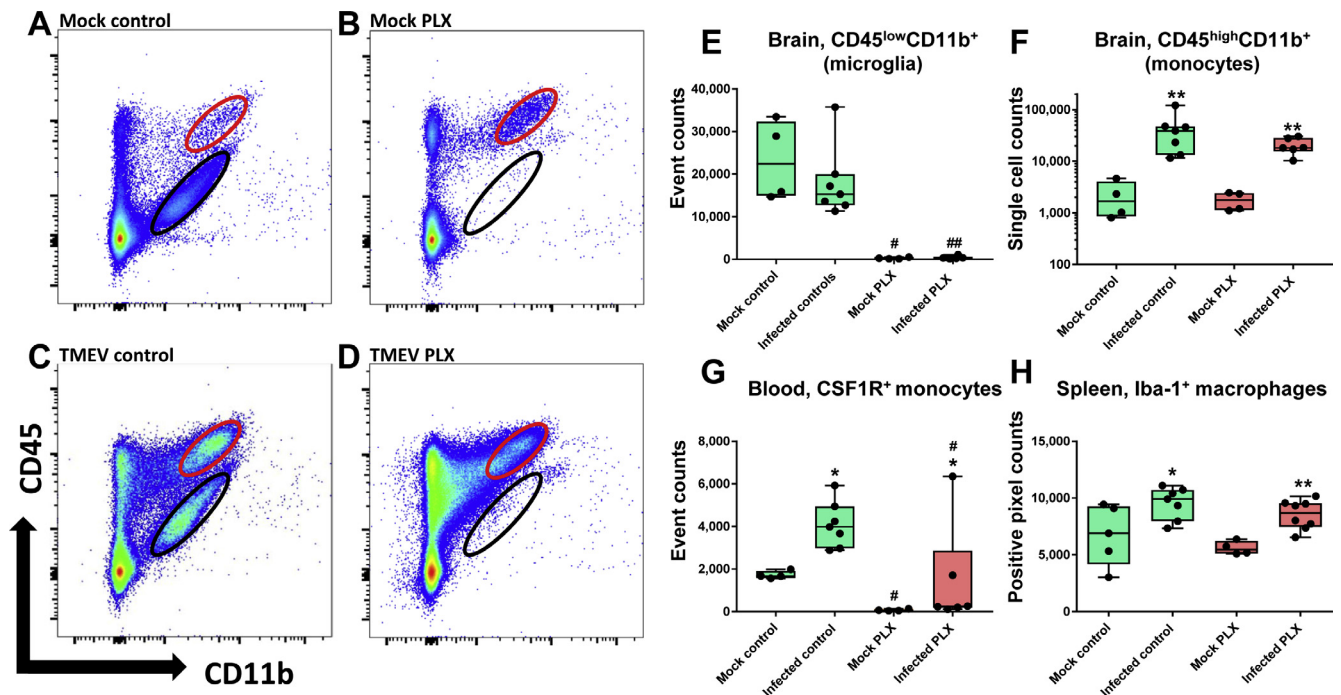 A Mock control
B Mock PLX
C TMEV control
D TMEV PLX
CD45
CD11b
E Brain, CD45lowCD11b+
(microglia)
Event counts
40,000
30,000
20,000
10,000
0
# ##
Mock control
Infected controls
Mock PLX
Infected PLX
F Brain, CD45highCD11b+
(monocytes)
Single cell counts
100,000
10,000
1,000
100
** **
Mock control
Infected control
Mock PLX
Infected PLX
G Blood, CSF1R+ monocytes
Event counts
8,000
6,000
4,000
2,000
0
* # # *
Mock control
Infected control
Mock PLX
Infected PLX
H Spleen, Iba-1+ macrophages
Positive pixel counts
15,000
10,000
5,000
0
* **
Mock control
Infected control
Mock PLX
Infected PLX